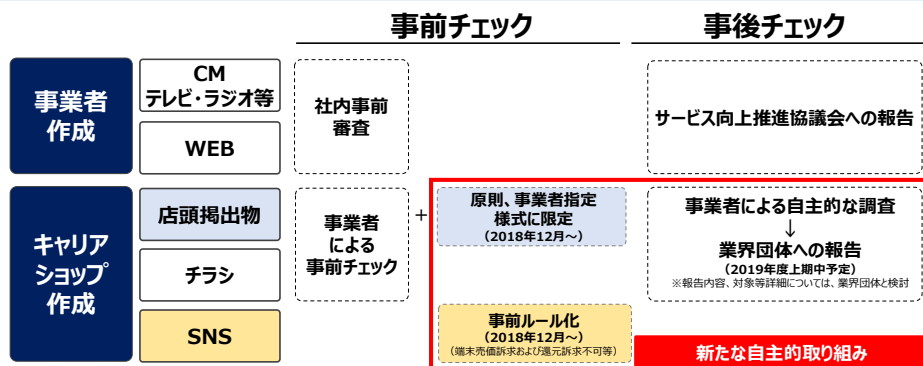 事前チェック
事後チェック
事業者
作成
CM
テレビ・ラジオ等
WEB
社内事前
審査
サービス向上推進協議会への報告
キャリア
ショップ
作成
店頭掲出物
チラシ
SNS
事業者
による
事前チェック
+
原則、事業者指定
様式に限定
(2018年12月~)
事前ルール化
(2018年12月~)
(端末売価訴求および還元訴求不可等)
事業者による自主的な調査
↓
業界団体への報告
(2019年度上期中予定)
※報告内容、対象等詳細については、業界団体と検討
新たな自主的取り組み